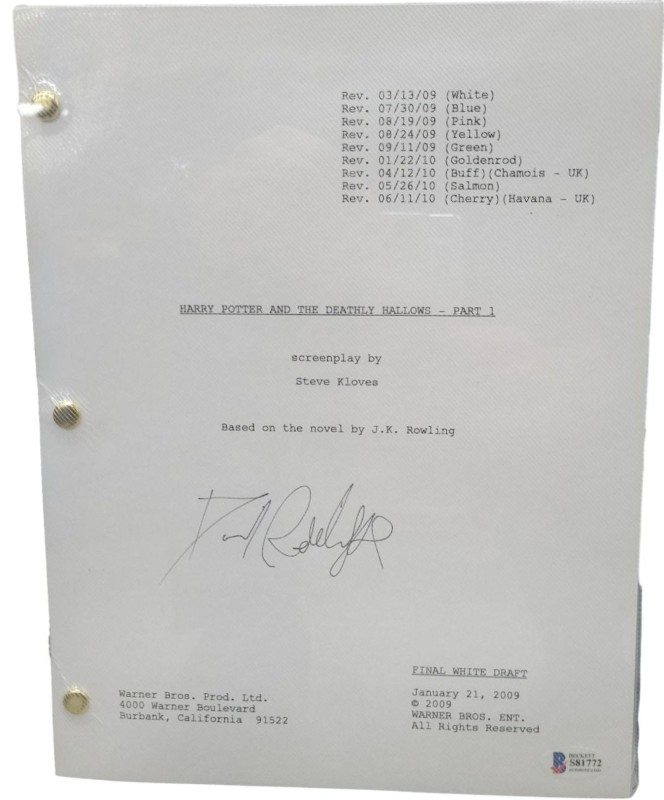 Rev. 03/13/09 (White)
Rev. 07/30/09 (Blue)
Rev. 08/19/09 (Pink)
Rev. 08/24/09 (Yellow)
Rev. 09/11/09 (Green)
Rev. 01/22/10 (Goldenrod)
Rev. 04/12/10 (Buff)(Chamois - UK)
Rev. 05/26/10 (Salmon)
Rev. 06/11/10 (Cherry)(Havana - UK)
HARRY POTTER AND THE DEATHLY HALLOWS - PART 1
screenplay by
Steve Kloves
Based on the novel by J.K. Rowling
FINAL WHITE DRAFT
Warner Bros. Prod. Ltd.
4000 Warner Boulevard
Burbank, California 91522
January 21, 2009
© 2009
WARNER BROS. ENT.
All Rights Reserved
BECKETT
S81772